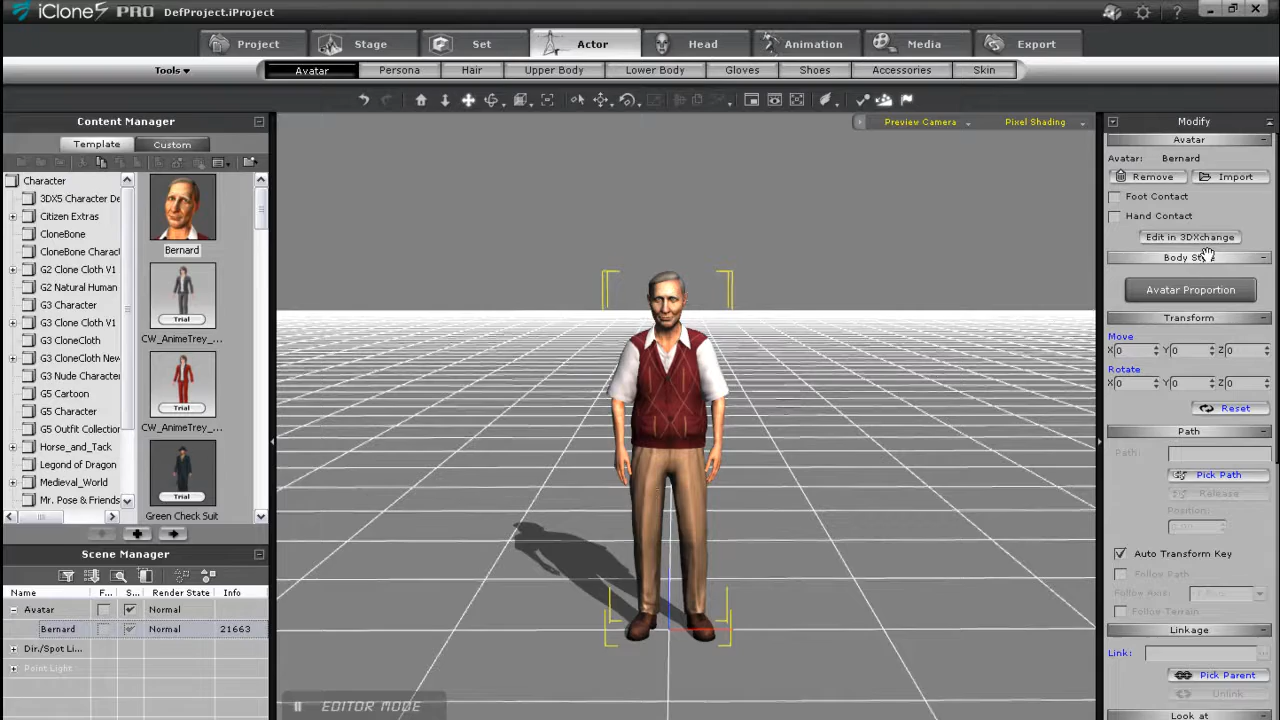 iClone5 PRO DefProject.iProject
Project Stage Set Actor Head Animation Media Export
Tools Avatar Persona Hair Upper Body Lower Body Gloves Shoes Accessories Skin
Content Manager
Template Custom
Character
3DX5 Character De
Citizen Extras
CloneBone
CloneBone Charact
G2 Clone Cloth V1
G2 Natural Human
G3 Character
G3 Clone Cloth V1
G3 CloneCloth
G3 CloneCloth New
G3 Nude Character
G5 Cartoon
G5 Character
G5 Outfit Collection
Horse_and_Tack
Legond of Dragon
Medieval_World
Mr. Pose & Friends
Bernard
Trial
CW_AnimeTrey_...
Trial
CW_AnimeTrey_...
Trial
Green Check Suit
Scene Manager
Name F... S... Render State Info
Avatar Normal
Bernard Normal 21663
Dir./Spot Li...
Point Light
Preview Camera Pixel Shading
EDITOR MODE
Modify
Avatar
Avatar: Bernard
Remove Import
Foot Contact
Hand Contact
Edit in 3DXchange
Avatar Proportion
Transform
Move
X 0 Y 0 Z 0
Rotate
X 0 Y 0 Z 0
Reset
Path
Path:
Pick Path
Release
Position:
Auto Transform Key
Follow Path
Follow Axis:
Follow Terrain
Linkage
Link:
Pick Parent
Unlink
Look at